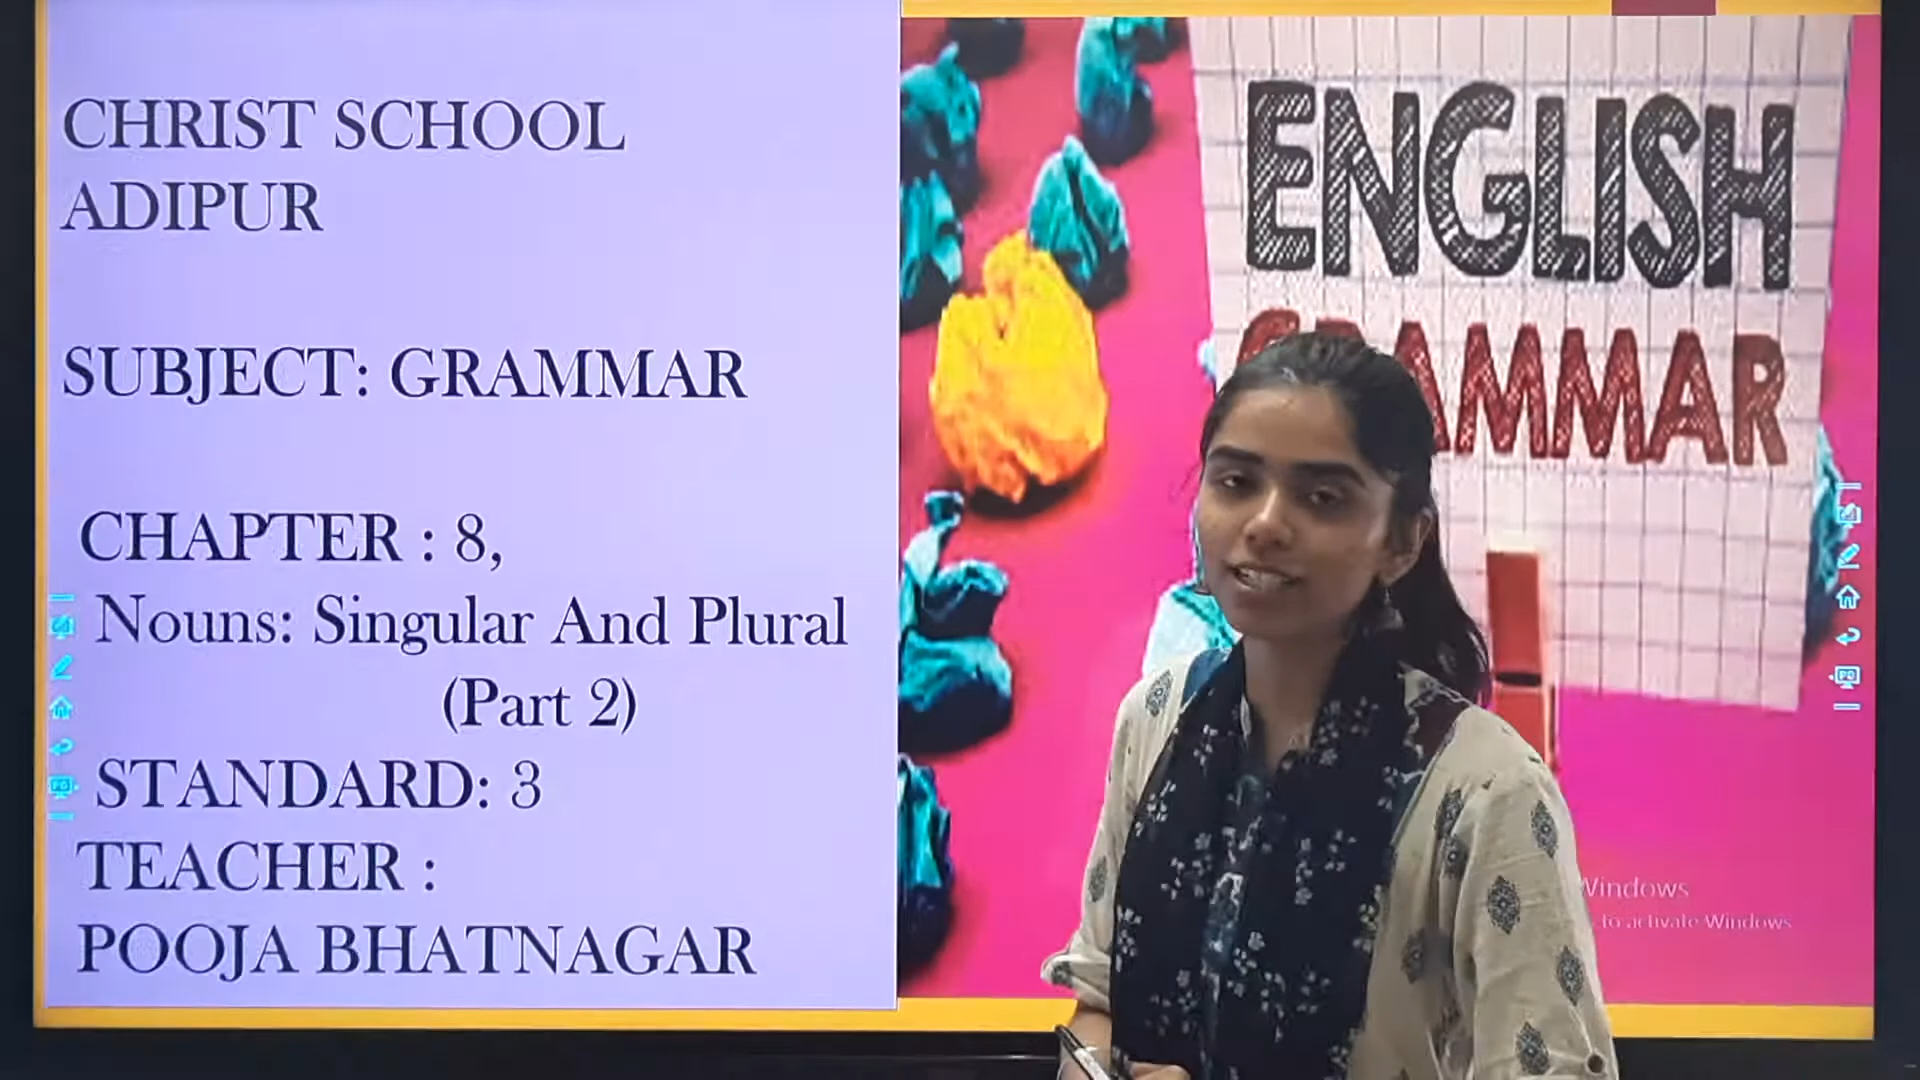 CHRIST SCHOOL
ADIPUR
SUBJECT: GRAMMAR
CHAPTER : 8,
Nouns: Singular And Plural
(Part 2)
STANDARD: 3
TEACHER :
POOJA BHATNAGAR
ENGLISH
GRAMMAR
Windows
to activate Windows